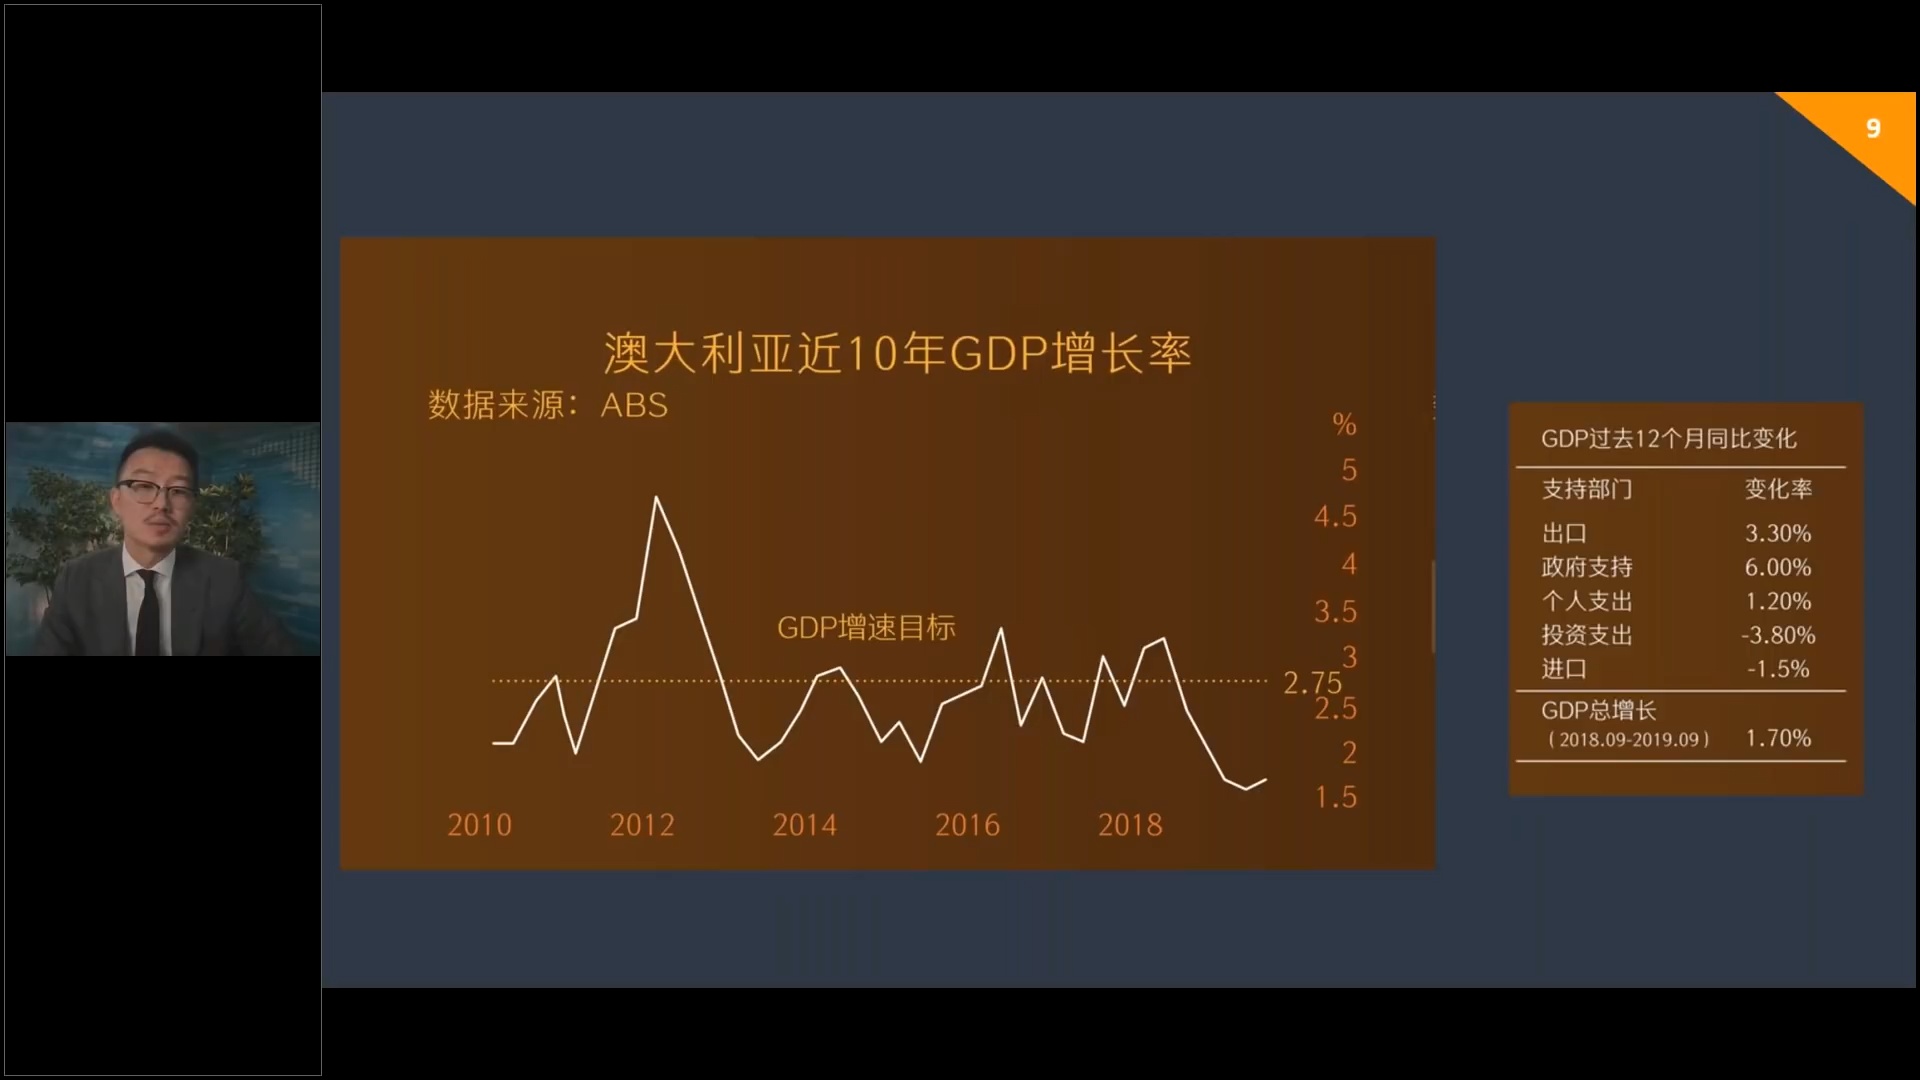 9
澳大利亚近10年GDP增长率
数据来源：ABS
%
5
4.5
4
3.5
3
2.75
2.5
2
1.5
GDP增速目标
2010 2012 2014 2016 2018
GDP过去12个月同比变化
支持部门 变化率
出口 3.30%
政府支持 6.00%
个人支出 1.20%
投资支出 -3.80%
进口 -1.5%
GDP总增长
（2018.09-2019.09） 1.70%